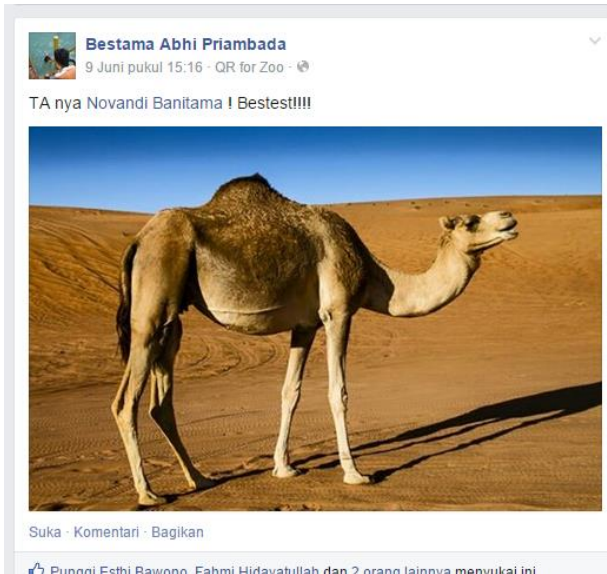 Bestama Abhi Priambada
9 Juni pukul 15:16 · QR for Zoo ·
TA nya Novandi Banitama ! Bestest!!!!
Suka · Komentari · Bagikan
Punggi Esthi Bawono, Fahmi Hidayatullah dan 2 orang lainnya menyukai ini